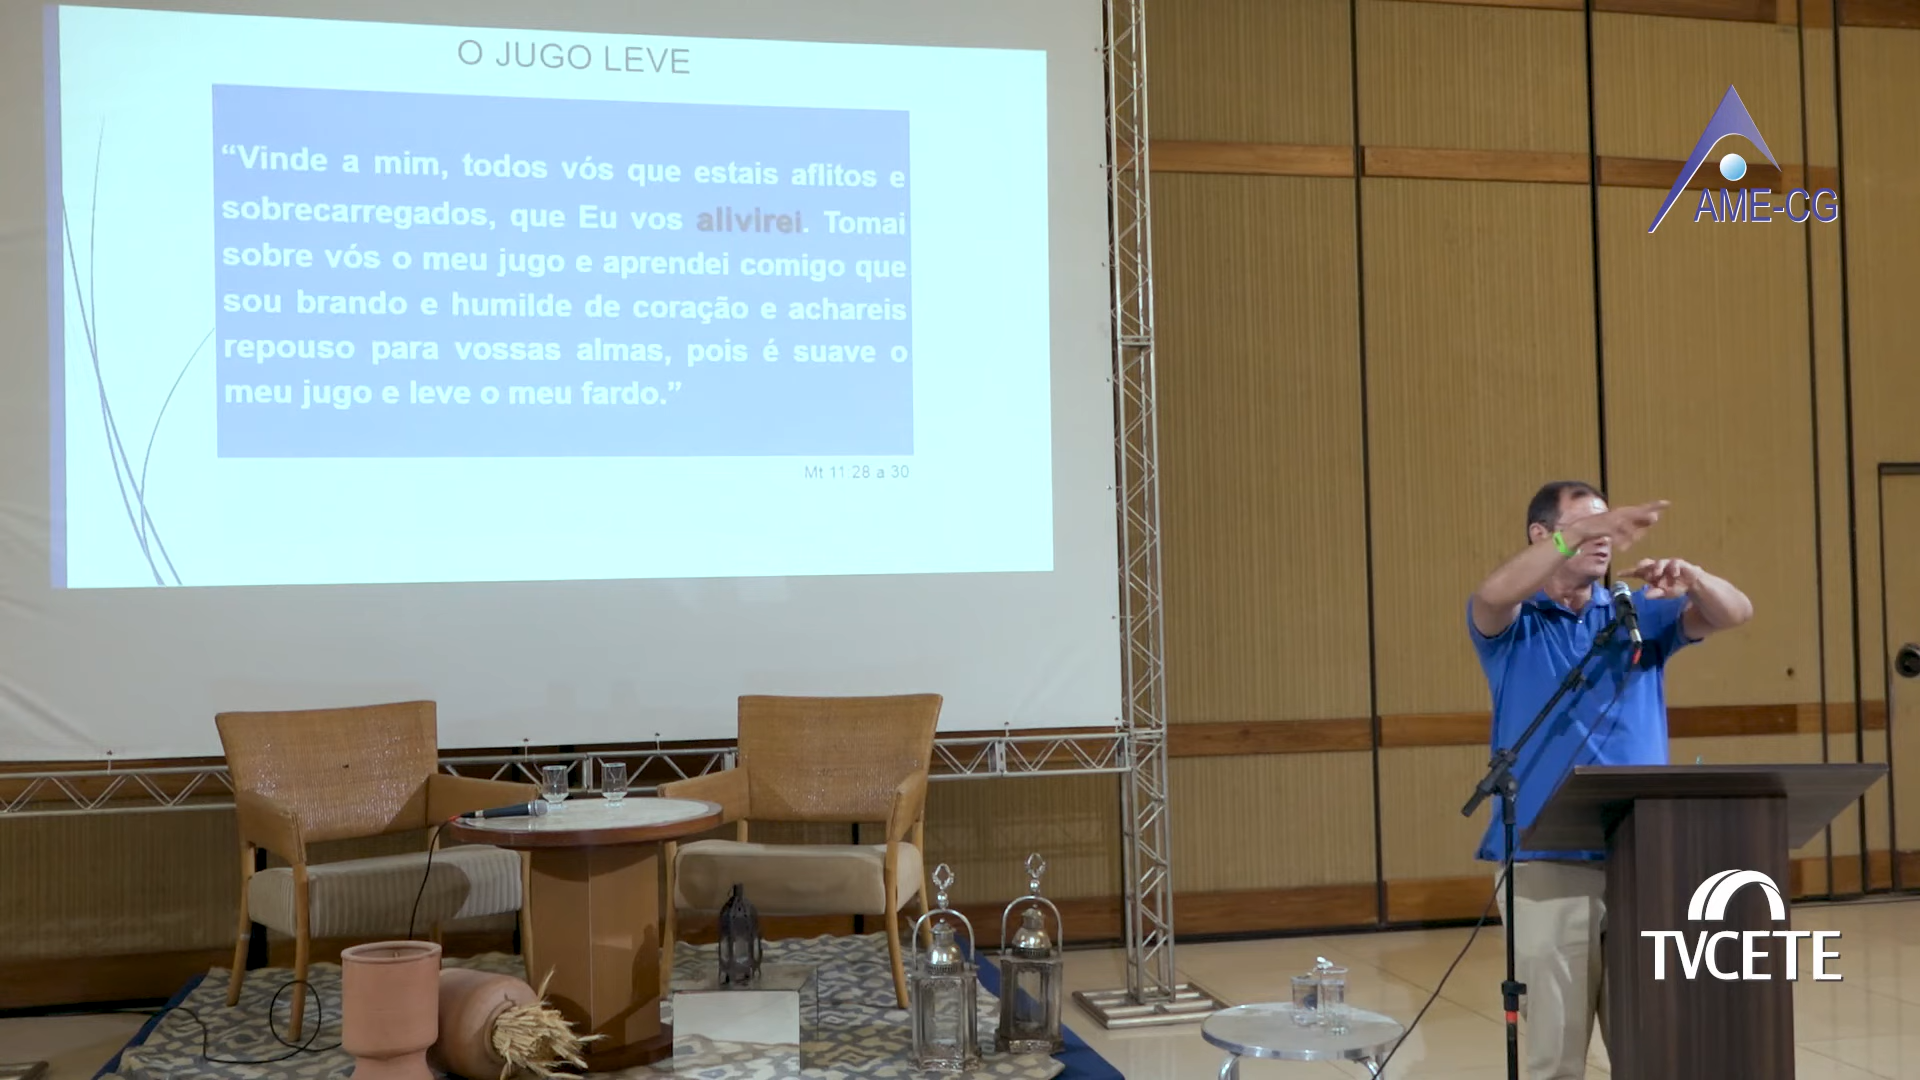 O JUGO LEVE
“Vinde a mim, todos vós que estais aflitos e
sobrecarregados, que Eu vos alivirei. Tomai
sobre vós o meu jugo e aprendei comigo que
sou brando e humilde de coração e achareis
repouso para vossas almas, pois é suave o
meu jugo e leve o meu fardo.”
Mt 11 28 a 30
AME-CG
TVCETE